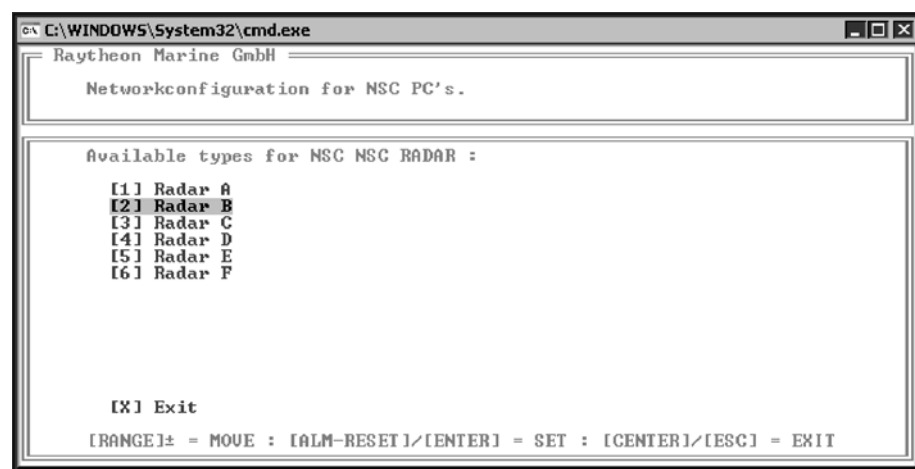 C:\WINDOWS\System32\cmd.exe
Raytheon Marine GmbH
Networkconfiguration for NSC PC's.
Available types for NSC NSC RADAR :
[1] Radar A
[2] Radar B
[3] Radar C
[4] Radar D
[5] Radar E
[6] Radar F
[X] Exit
[RANGE]± = MOVE : [ALM-RESET]/[ENTER] = SET : [CENTER]/[ESC] = EXIT